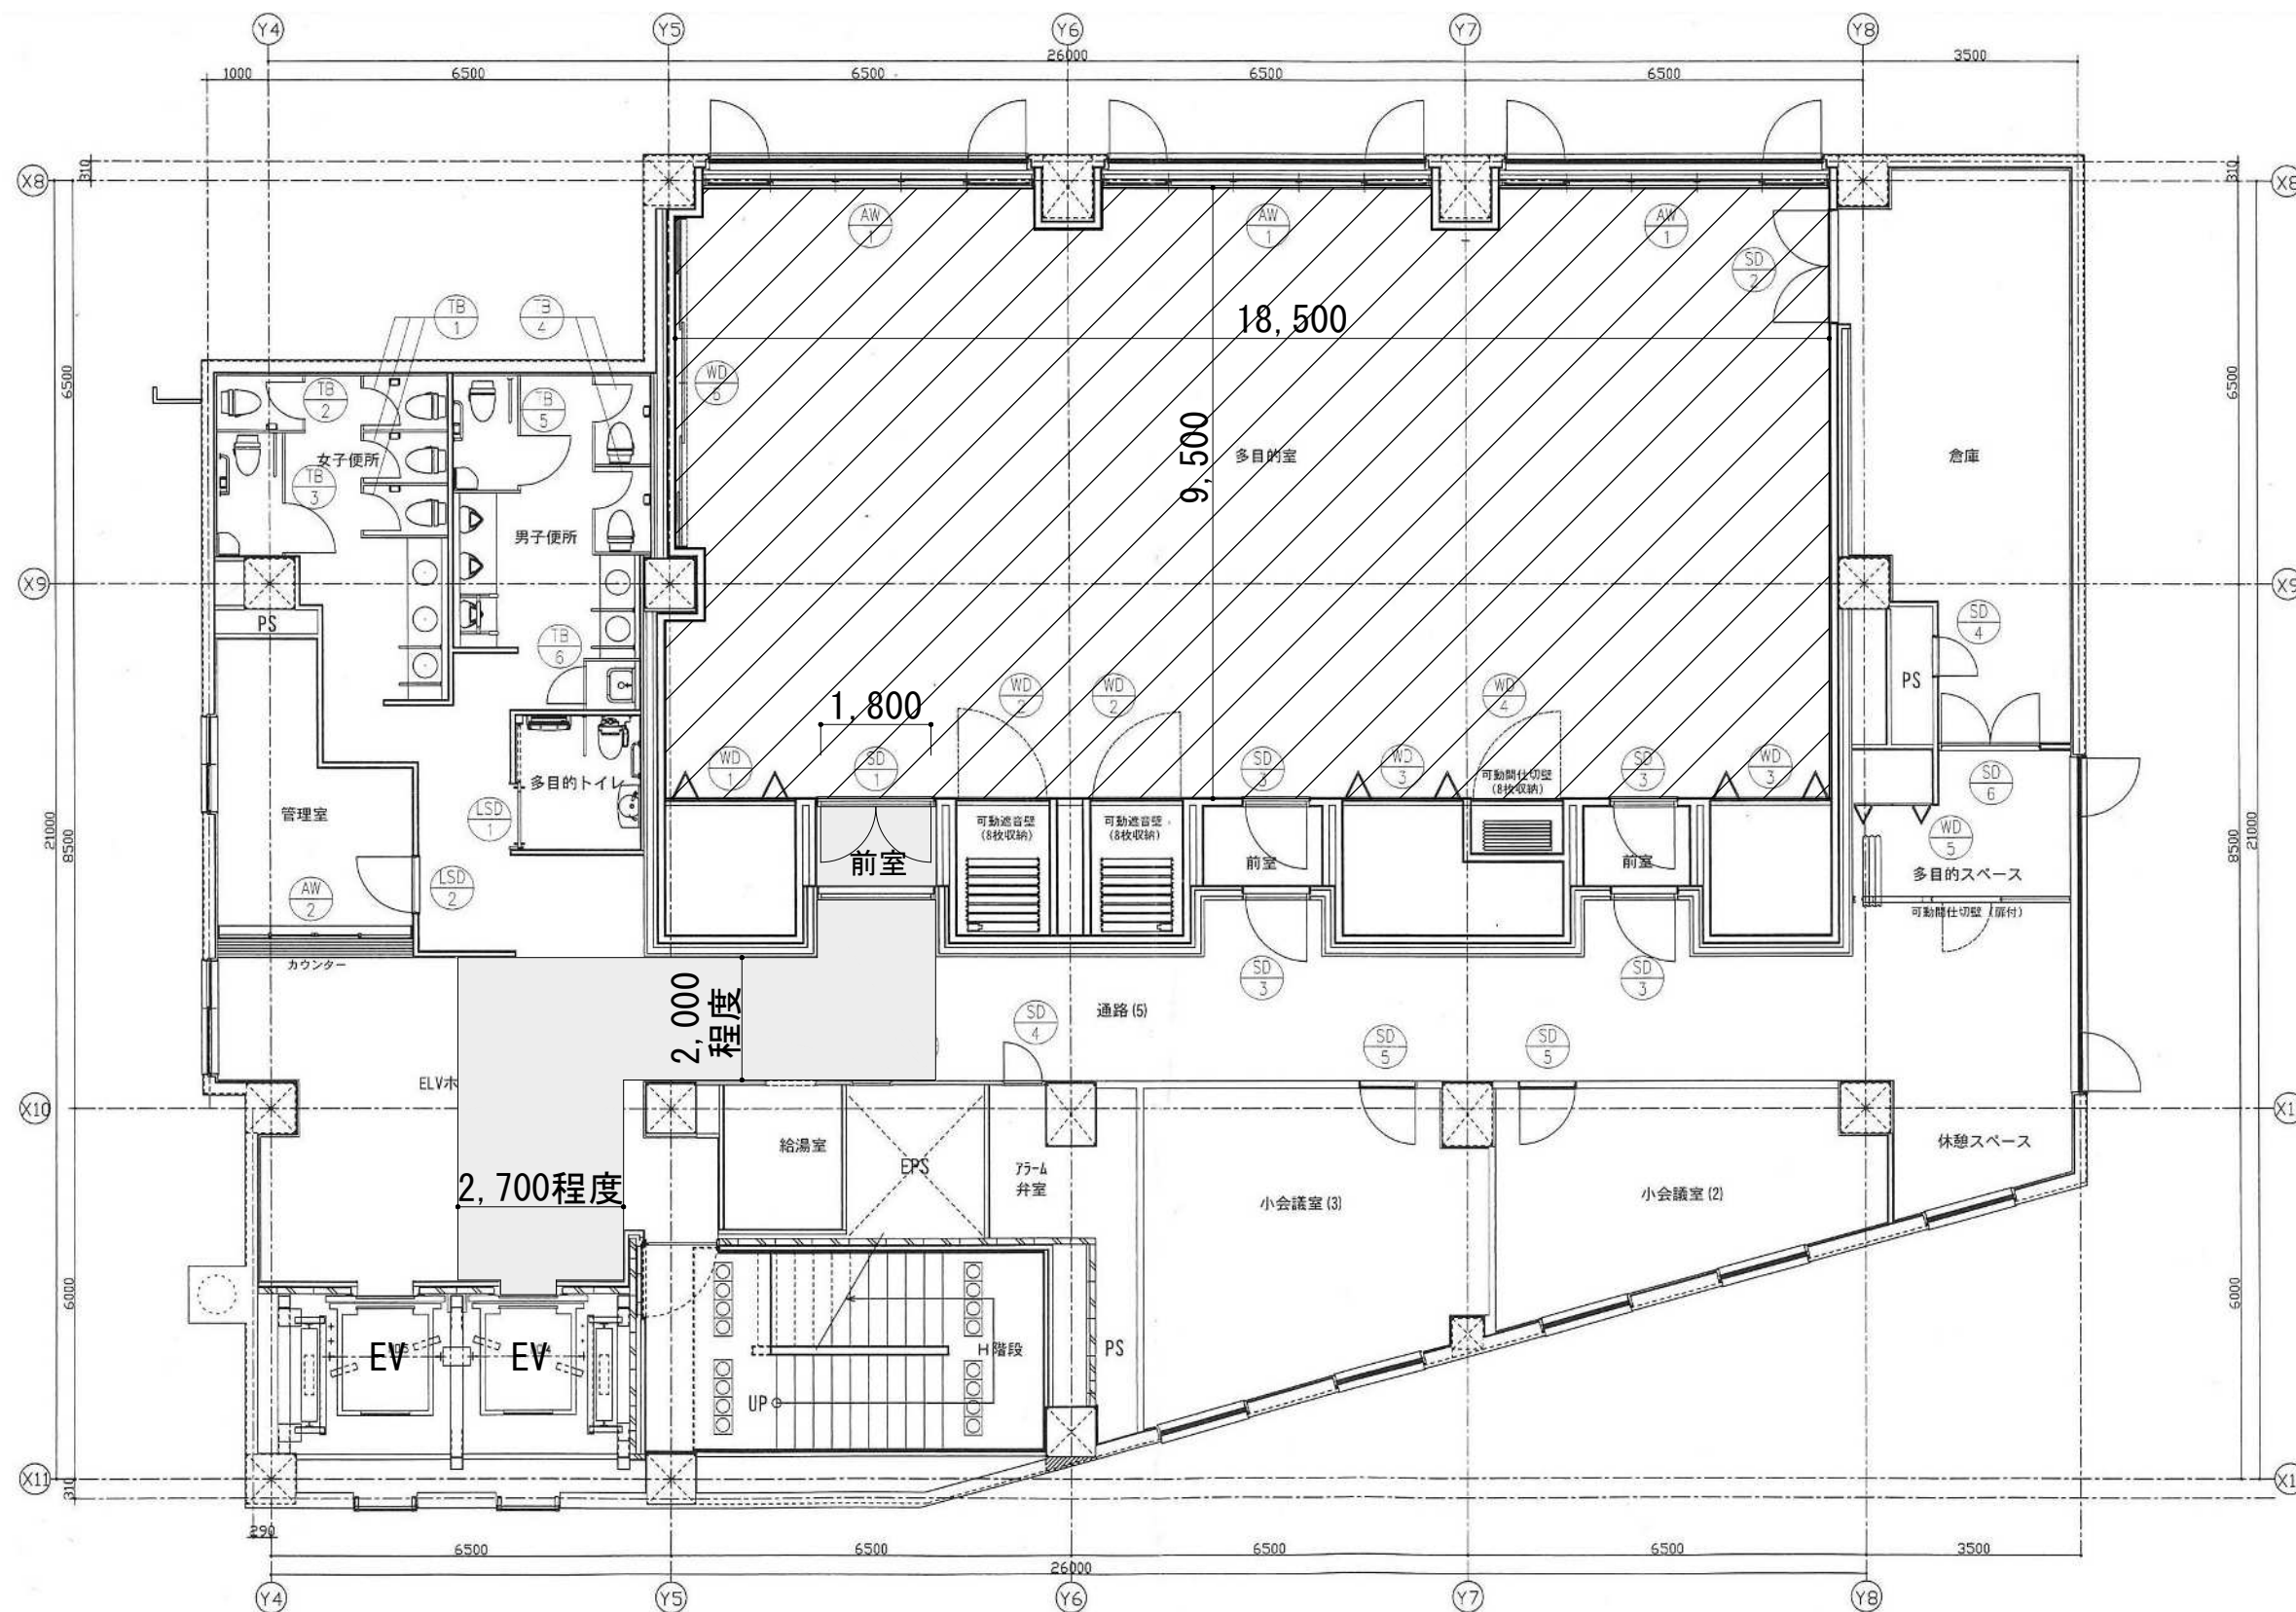 Y4
Y5
Y6
Y7
Y8
26000
3500
1000
6500
6500
6500
6500
310
310
X8
X8
AW
1
AW
1
AW
1
SD
2
TB
1
TB
4
18,500
6500
6500
WD
6
TB
2
TB
5
9,500
多目的室
倉庫
女子便所
TB
3
男子便所
X9
X9
PS
TB
6
SD
4
PS
WD
2
WD
2
WD
4
1,800
WD
1
SD
1
SD
3
WD
3
可動間仕切壁
(8枚収納)
SD
3
WD
3
SD
6
多目的トイレ
管理室
LSD
1
可動遮音壁
(8枚収納)
可動遮音壁
(8枚収納)
21000
8500
8500
21000
WD
5
前室
前室
前室
多目的スペース
LSD
2
AW
2
可動間仕切壁(扉付)
カウンター
SD
3
SD
3
2,000
程度
通路(5)
SD
4
SD
5
SD
5
ELVホ
X10
X1
給湯室
EPS
アラーム
弁室
休憩スペース
2,700程度
小会議室(3)
小会議室(2)
6000
6000
EV
EV
H階段
PS
UP
X11
X1
310
290
6500
6500
6500
6500
3500
26000
Y4
Y5
Y6
Y7
Y8